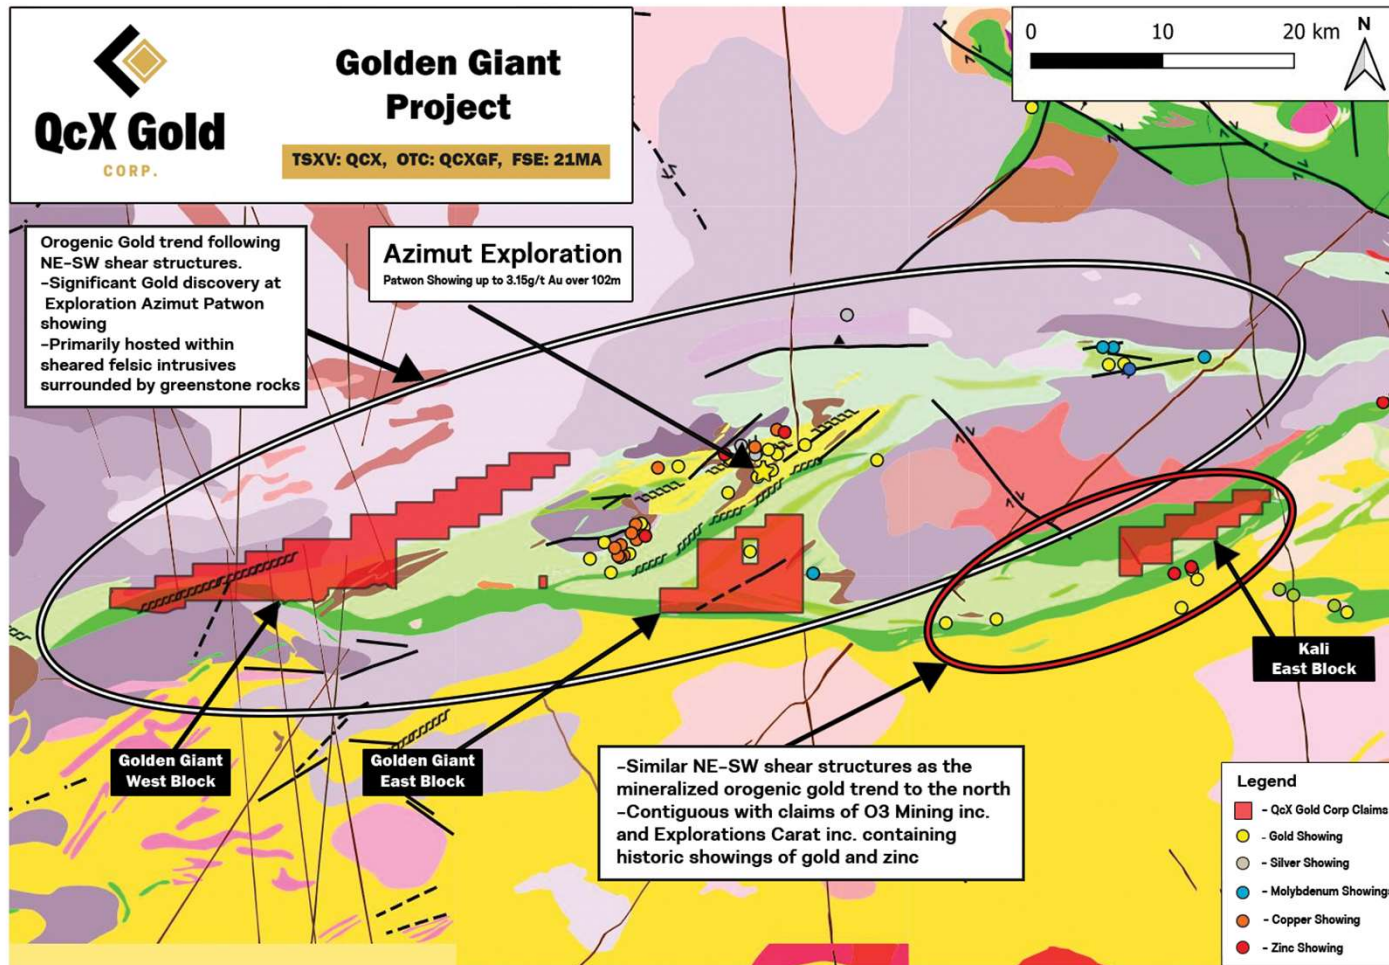 QcX Gold
CORP.
Golden Giant
Project
TSXV: QCX, OTC: QCXGF, FSE: 21MA
0 10 20 km
N
Orogenic Gold trend following
NE-SW shear structures.
-Significant Gold discovery at
Exploration Azimut Patwon
showing
-Primarily hosted within
sheared felsic intrusives
surrounded by greenstone rocks
Azimut Exploration
Patwon Showing up to 3.15g/t Au over 102m
Golden Giant
West Block
Golden Giant
East Block
Kali
East Block
-Similar NE-SW shear structures as the
mineralized orogenic gold trend to the north
-Contiguous with claims of O3 Mining inc.
and Explorations Carat inc. containing
historic showings of gold and zinc
Legend
- QcX Gold Corp Claims
- Gold Showing
- Silver Showing
- Molybdenum Showings
- Copper Showing
- Zinc Showing